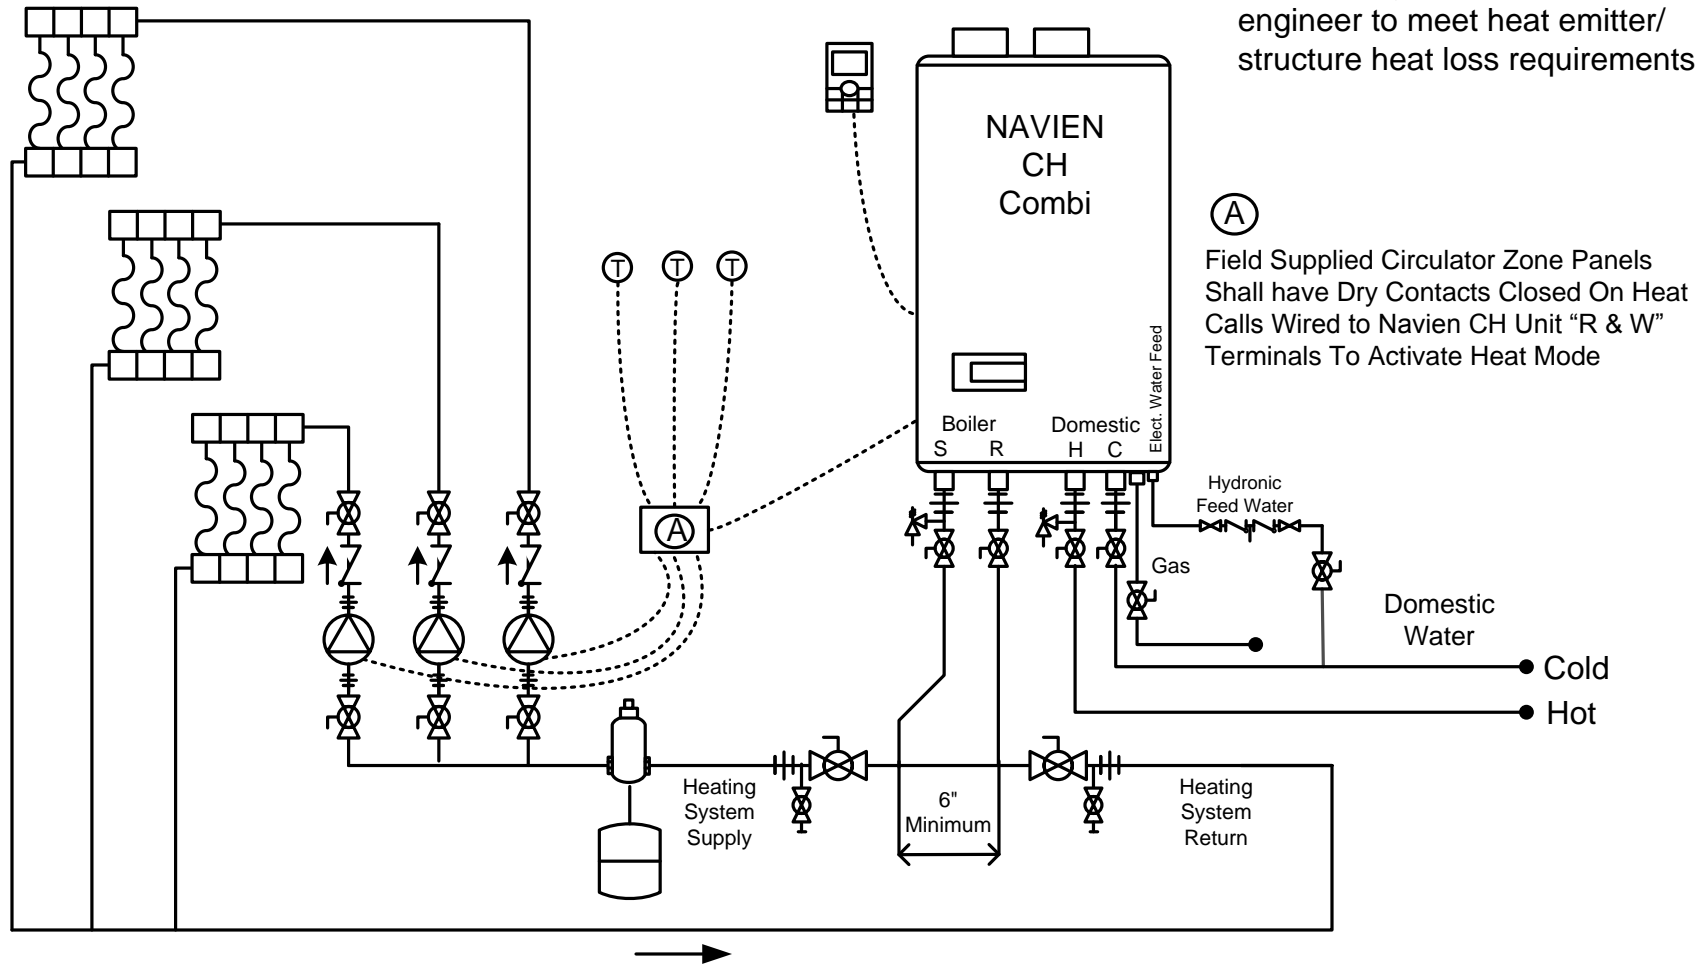 engineer to meet heat emitter/
structure heat loss requirements
NAVIEN
CH
Combi
A
Field Supplied Circulator Zone Panels
Shall have Dry Contacts Closed On Heat
Calls Wired to Navien CH Unit “R & W”
Terminals To Activate Heat Mode
T T T
Elect. Water Feed
Boiler
S R
Domestic
H C
Hydronic
Feed Water
A
Gas
Domestic
Water
Cold
Hot
Heating
System
Supply
6"
Minimum
Heating
System
Return